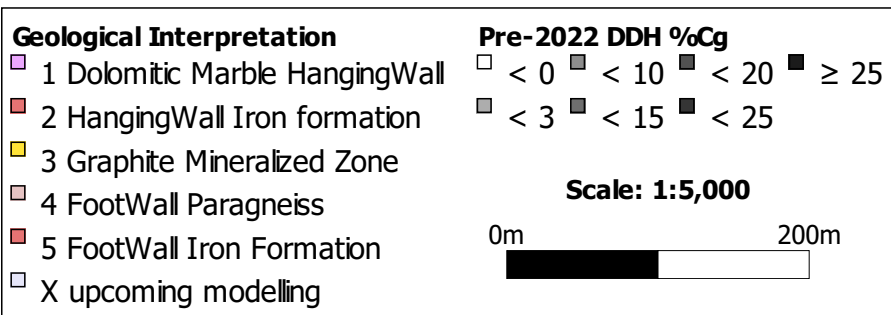 Geological Interpretation
1 Dolomitic Marble HangingWall
2 HangingWall Iron formation
3 Graphite Mineralized Zone
4 FootWall Paragneiss
5 FootWall Iron Formation
X upcoming modelling
Pre-2022 DDH %Cg
< 0 < 10 < 20 ≥ 25
< 3 < 15 < 25
Scale: 1:5,000
0m 200m